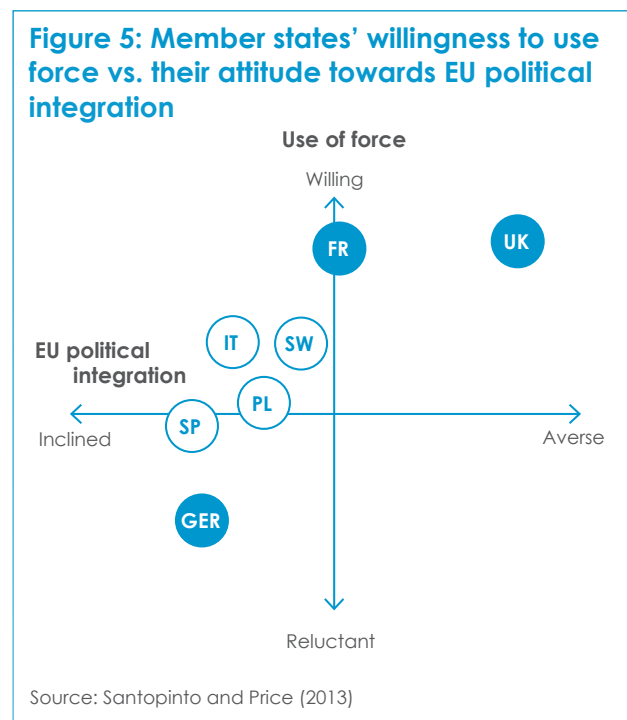 Figure 5: Member states’ willingness to use
force vs. their attitude towards EU political
integration
Use of force
Willing
FR
UK
IT
SW
EU political
integration
PL
SP
Inclined
Averse
GER
Reluctant
Source: Santopinto and Price (2013)